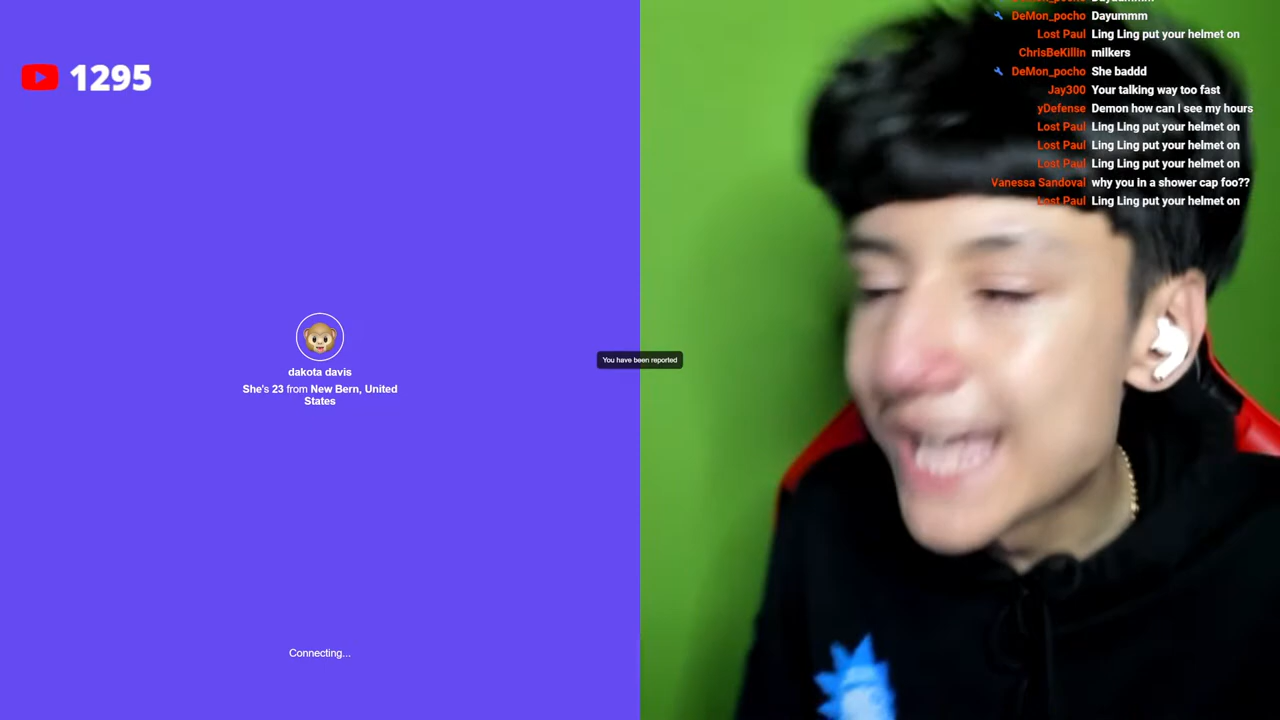 1295
dakota davis
She's 23 from New Bern, United
States
Connecting...
You have been reported
DeMon_pocho Dayummm
Lost Paul Ling Ling put your helmet on
ChrisBeKillin milkers
DeMon_pocho She baddd
Jay300 Your talking way too fast
yDefense Demon how can I see my hours
Lost Paul Ling Ling put your helmet on
Lost Paul Ling Ling put your helmet on
Lost Paul Ling Ling put your helmet on
Vanessa Sandoval why you in a shower cap foo??
Lost Paul Ling Ling put your helmet on